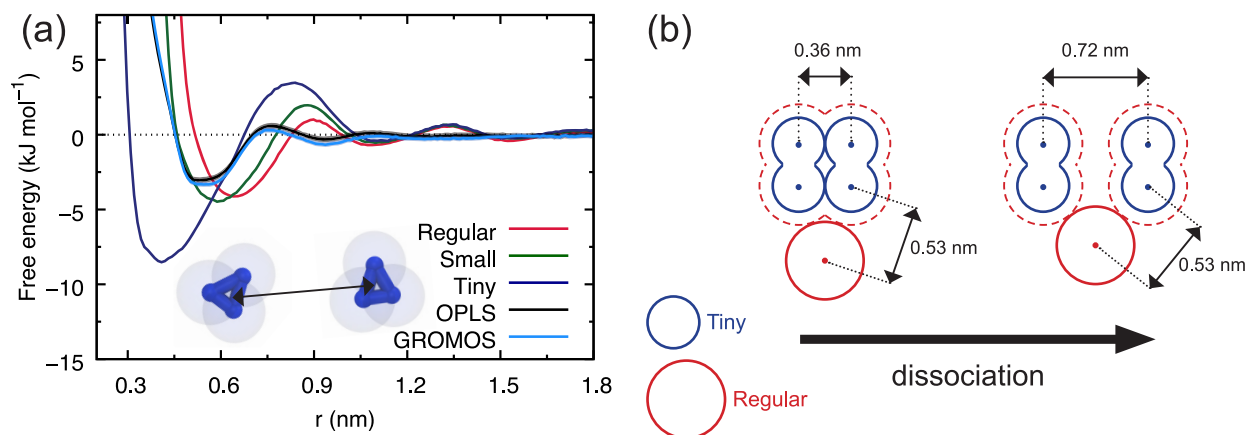 (a)
Free energy (kJ mol⁻¹)
5
0
−5
−10
−15
0.3
0.6
0.9
1.2
1.5
1.8
r (nm)
Regular
Small
Tiny
OPLS
GROMOS
(b)
0.36 nm
0.72 nm
0.53 nm
0.53 nm
Tiny
Regular
dissociation